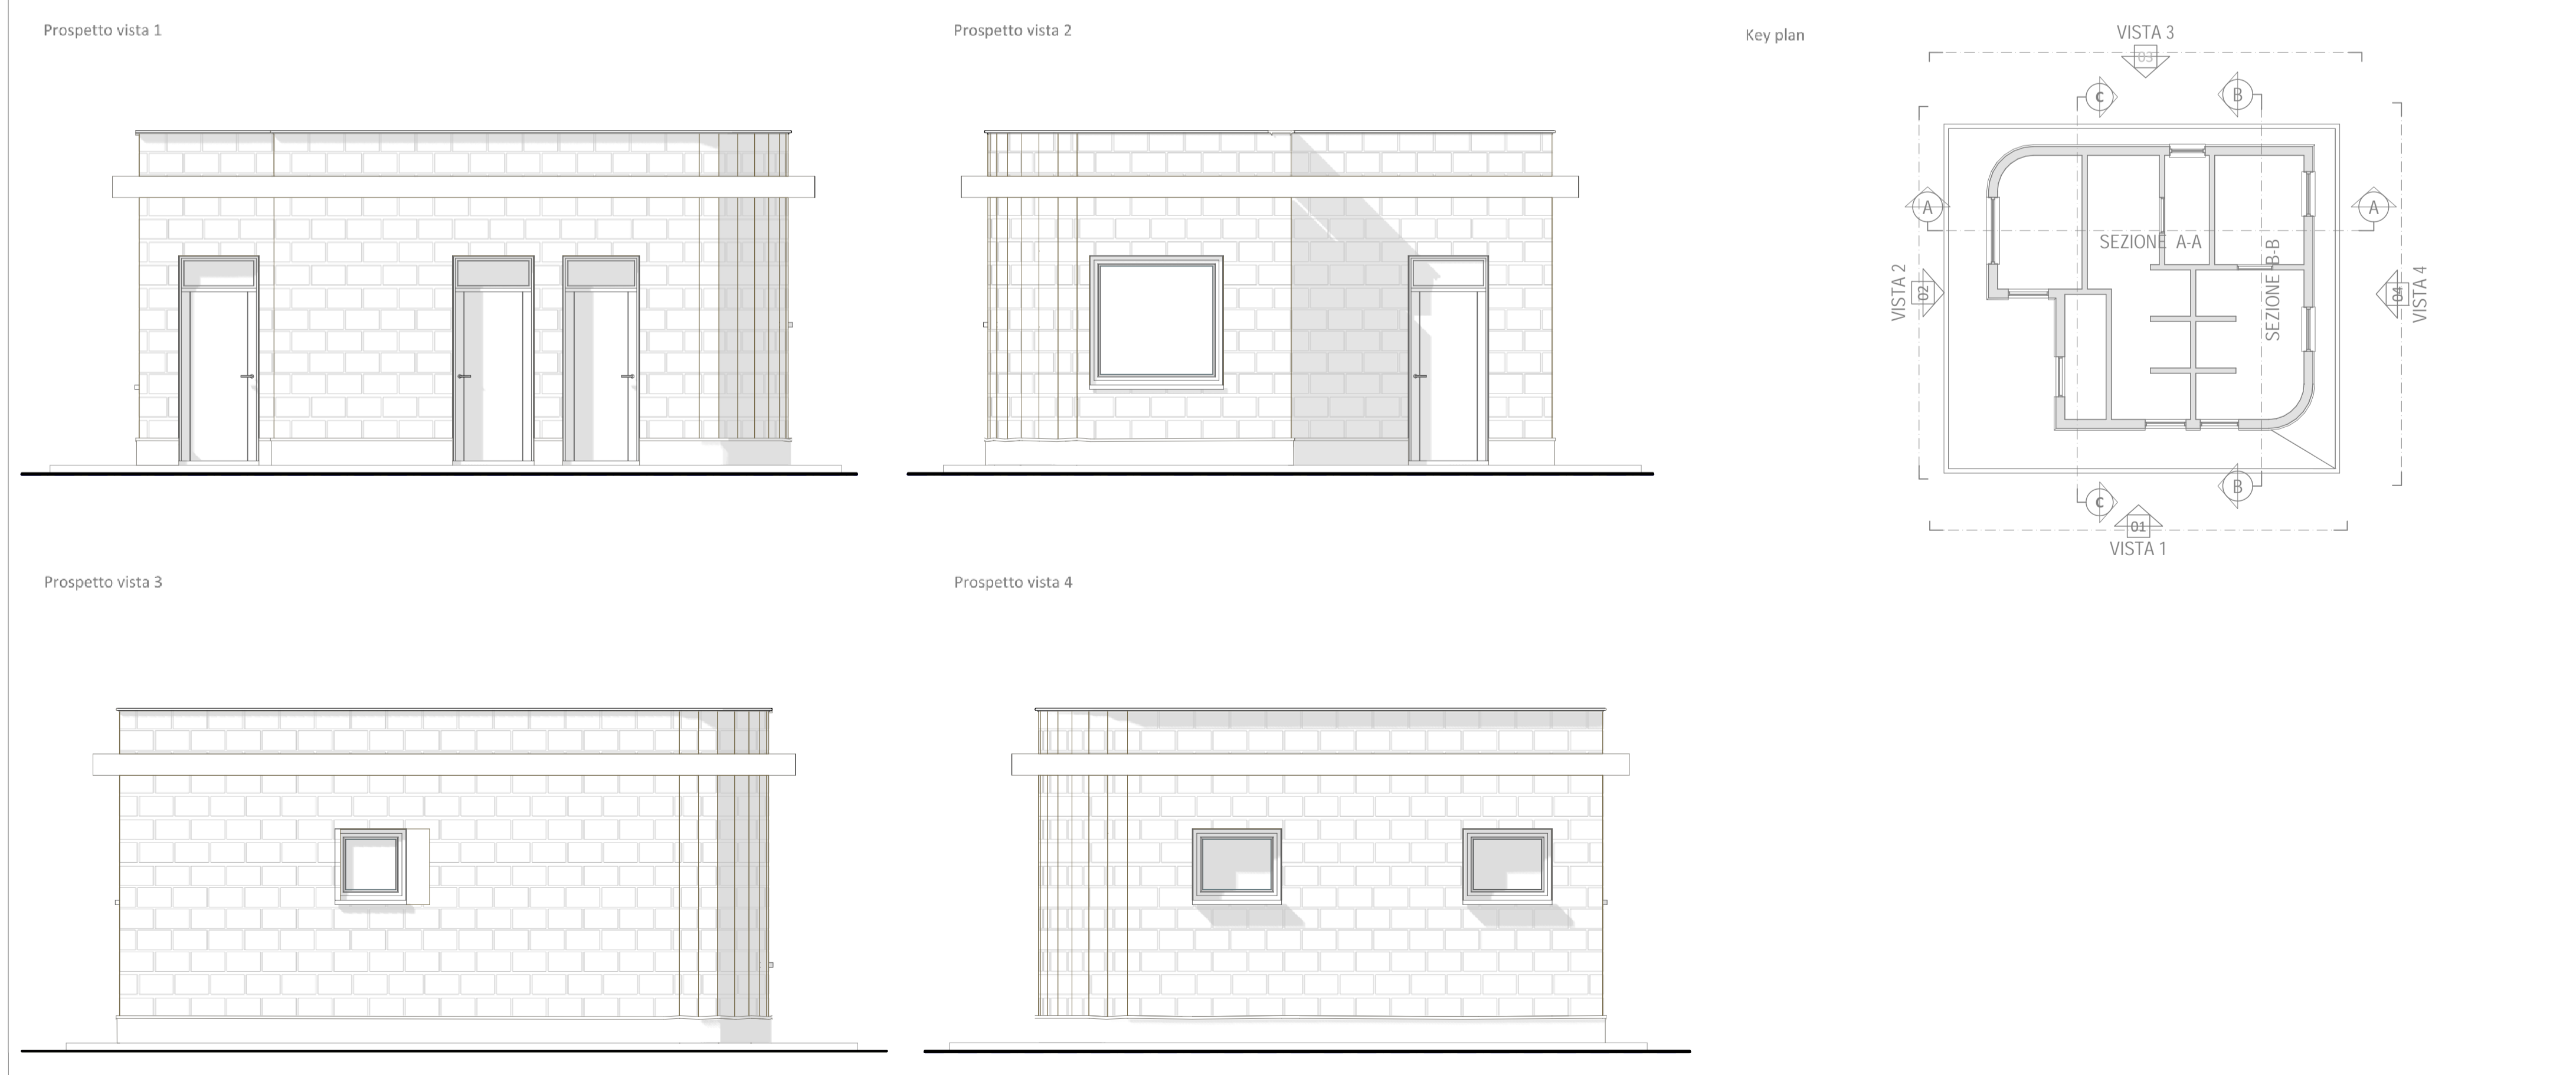 Prospetto vista 1
Prospetto vista 2
Key plan
VISTA 3
03
C
B
A
A
SEZIONE A-A
SEZIONE B-B
VISTA 2
02
04
VISTA 4
C
B
01
VISTA 1
Prospetto vista 3
Prospetto vista 4